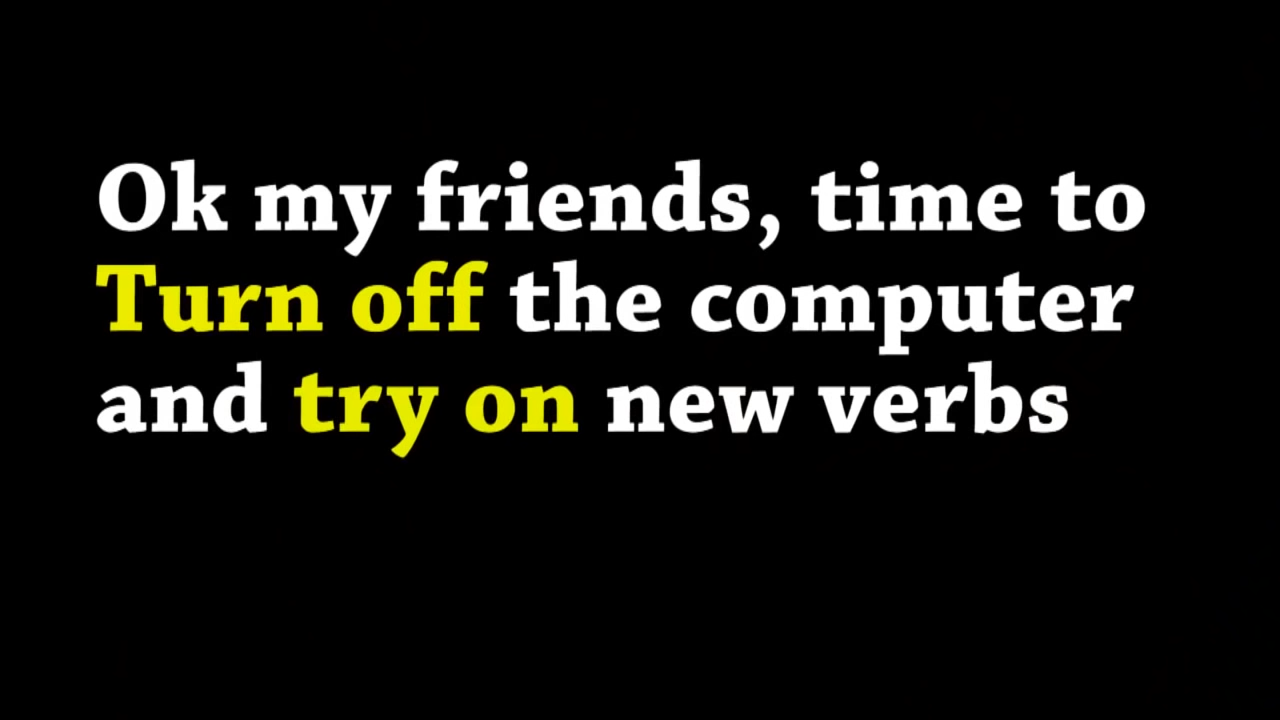 Ok my friends, time to
Turn off the computer
and try on new verbs